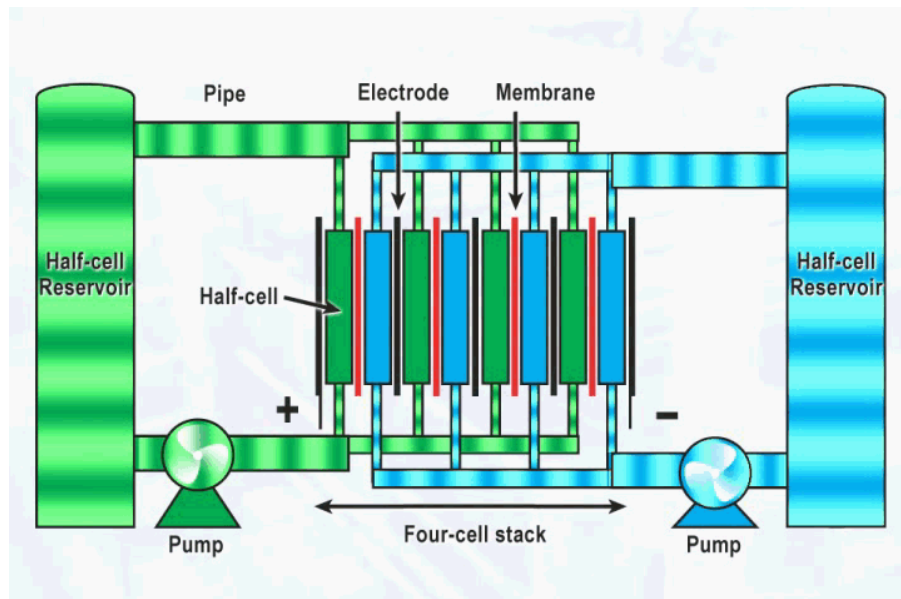 Pipe
Electrode
Membrane
Half-cell
Reservoir
Half-cell
Half-cell
Reservoir
+
-
Four-cell stack
Pump
Pump